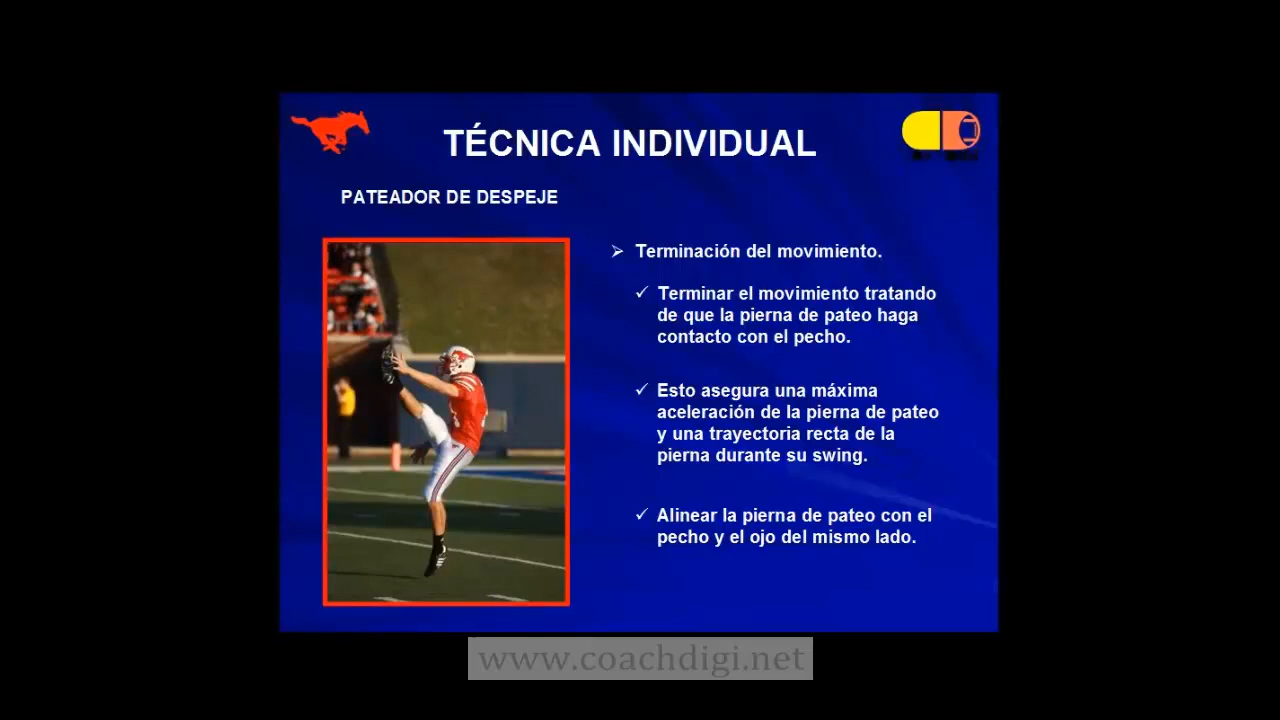 TÉCNICA INDIVIDUAL
PATEADOR DE DESPEJE
Terminación del movimiento.
Terminar el movimiento tratando
de que la pierna de pateo haga
contacto con el pecho.
Esto asegura una máxima
aceleración de la pierna de pateo
y una trayectoria recta de la
pierna durante su swing.
Alinear la pierna de pateo con el
pecho y el ojo del mismo lado.
www.coachdigi.net